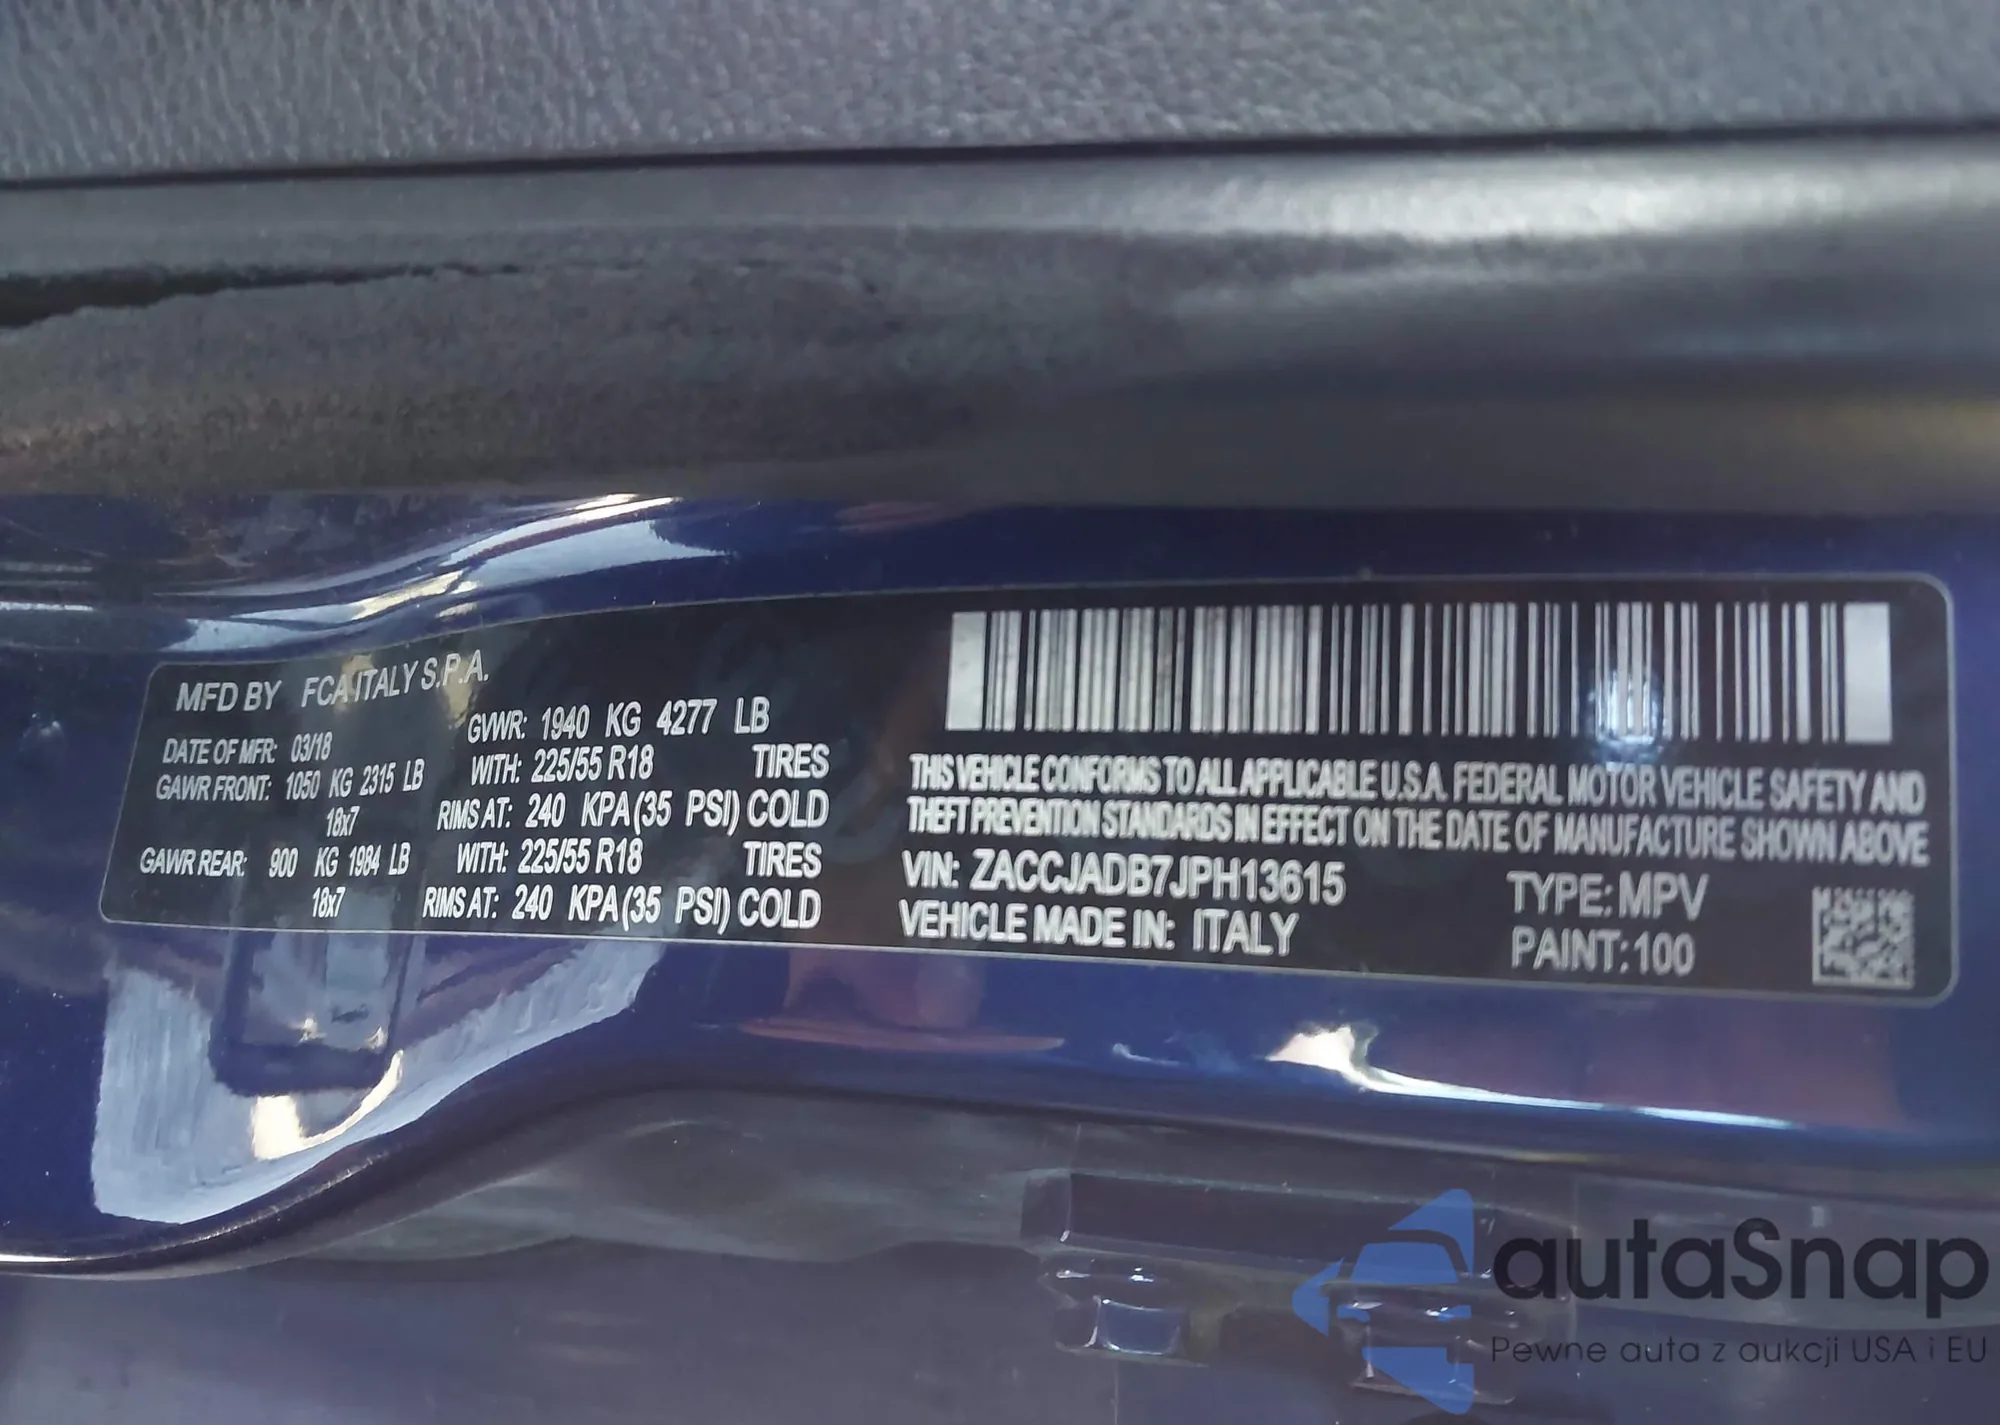 MFD BY FCA ITALY S.P.A.
DATE OF MFR: 03/18
GVWR: 1940 KG 4277 LB
GAWR FRONT: 1050 KG 2315 LB WITH: 225/55 R18 TIRES
18x7 RIMS AT: 240 KPA(35 PSI) COLD
GAWR REAR: 900 KG 1984 LB WITH: 225/55 R18 TIRES
18x7 RIMS AT: 240 KPA(35 PSI) COLD
THIS VEHICLE CONFORMS TO ALL APPLICABLE U.S.A. FEDERAL MOTOR VEHICLE SAFETY AND
THEFT PREVENTION STANDARDS IN EFFECT ON THE DATE OF MANUFACTURE SHOWN ABOVE
VIN: ZACCJADB7JPH13615 TYPE: MPV
VEHICLE MADE IN: ITALY PAINT: 100
autaSnap
Pewne auta z aukcji USA i EU